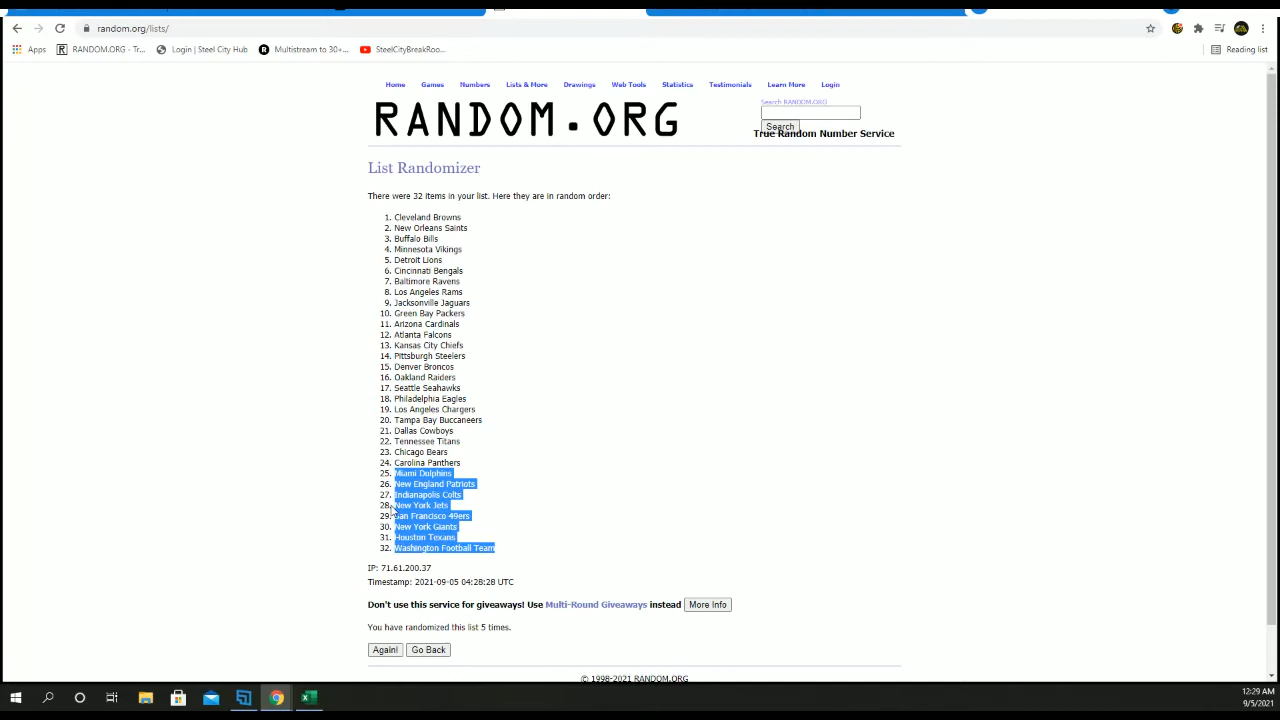 random.org/lists/
Apps
RANDOM.ORG - Tr...
Login | Steel City Hub
Multistream to 30+...
SteelCityBreakRoo...
Reading list
Home
Games
Numbers
Lists & More
Drawings
Web Tools
Statistics
Testimonials
Learn More
Login
RANDOM.ORG
Search RANDOM.ORG
Search
True Random Number Service
List Randomizer
There were 32 items in your list. Here they are in random order:
1. Cleveland Browns
2. New Orleans Saints
3. Buffalo Bills
4. Minnesota Vikings
5. Detroit Lions
6. Cincinnati Bengals
7. Baltimore Ravens
8. Los Angeles Rams
9. Jacksonville Jaguars
10. Green Bay Packers
11. Arizona Cardinals
12. Atlanta Falcons
13. Kansas City Chiefs
14. Pittsburgh Steelers
15. Denver Broncos
16. Oakland Raiders
17. Seattle Seahawks
18. Philadelphia Eagles
19. Los Angeles Chargers
20. Tampa Bay Buccaneers
21. Dallas Cowboys
22. Tennessee Titans
23. Chicago Bears
24. Carolina Panthers
25. Miami Dolphins
26. New England Patriots
27. Indianapolis Colts
28. New York Jets
29. San Francisco 49ers
30. New York Giants
31. Houston Texans
32. Washington Football Team
IP: 71.61.200.37
Timestamp: 2021-09-05 04:28:28 UTC
Don't use this service for giveaways! Use Multi-Round Giveaways instead More Info
You have randomized this list 5 times.
Again! Go Back
© 1998-2021 RANDOM.ORG
12:29 AM
9/5/2021